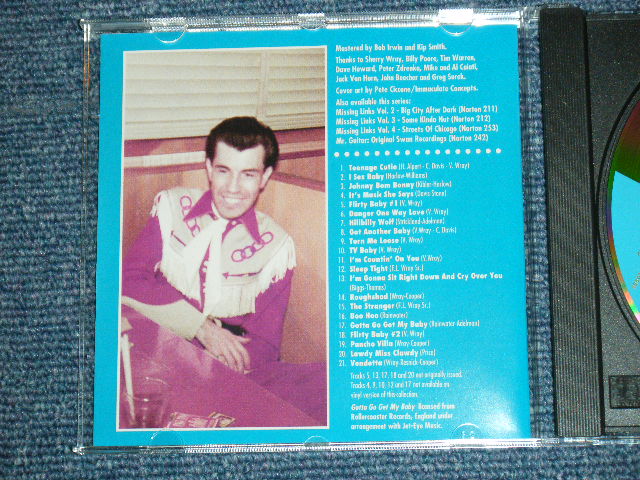 Mastered by Bob Irwin and Kip Smith.
Thanks to Sherry Wray, Billy Poore, Tim Warren,
Dave Howard, Peter Zdrenko, Mike and Al Caiati,
Jack Van Horn, John Beecher and Greg Surek.
Cover art by Pete Ciccone/Immaculate Concepts.
Also available this series:
Missing Links Vol. 2 - Big City After Dark (Norton 211)
Missing Links Vol. 3 - Some Kinda Nut (Norton 212)
Missing Links Vol. 4 - Streets Of Chicago (Norton 253)
Mr. Guitar: Original Swan Recordings (Norton 242)
1. Teenage Cutie (H. Alpert - C. Davis - V. Wray)
2. I Sez Baby (Harlow-Williams)
3. Johnny Bom Bonny (Kibler-Harlow)
4. It's Music She Says (Davis-Stone)
5. Flirty Baby #1 (V. Wray)
6. Danger One Way Love (V. Wray)
7. Hillbilly Wolf (Strickland-Adelman)
8. Got Another Baby (V.Wray - C. Davis)
9. Turn Me Loose (V. Wray)
10. TV Baby (V. Wray)
11. I'm Countin' On You (V.Wray)
12. Sleep Tight (F.L. Wray Sr.)
13. I'm Gonna Sit Right Down And Cry Over You
(Biggs-Thomas)
14. Roughshod (Wray-Cooper)
15. The Stranger (F.L. Wray Sr.)
16. Boo Hoo (Rainwater)
17. Gotta Go Get My Baby (Rainwater-Adelman)
18. Flirty Baby #2 (V. Wray)
19. Pancho Villa (Wray-Cooper)
20. Lawdy Miss Clawdy (Price)
21. Vendetta (Wray-Resnick-Cooper)
Tracks 5, 13, 17, 18 and 20 not originally issued.
Tracks 4, 9, 10, 12 and 17 not available on
vinyl version of this collection.
Gotta Go Get My Baby licensed from
Rollercoaster Records, England under
arrangement with Jet-Eye Music.